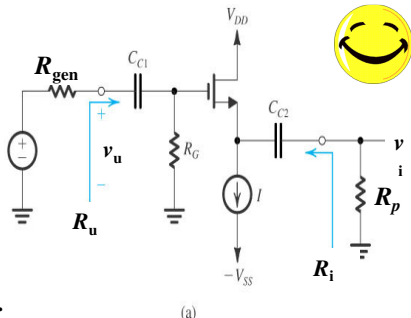 V_DD
R_gen
C_C1
C_C2
+
v_u
R_G
v
i
−
I
R_p
R_u
−V_SS
R_i
.
(a)